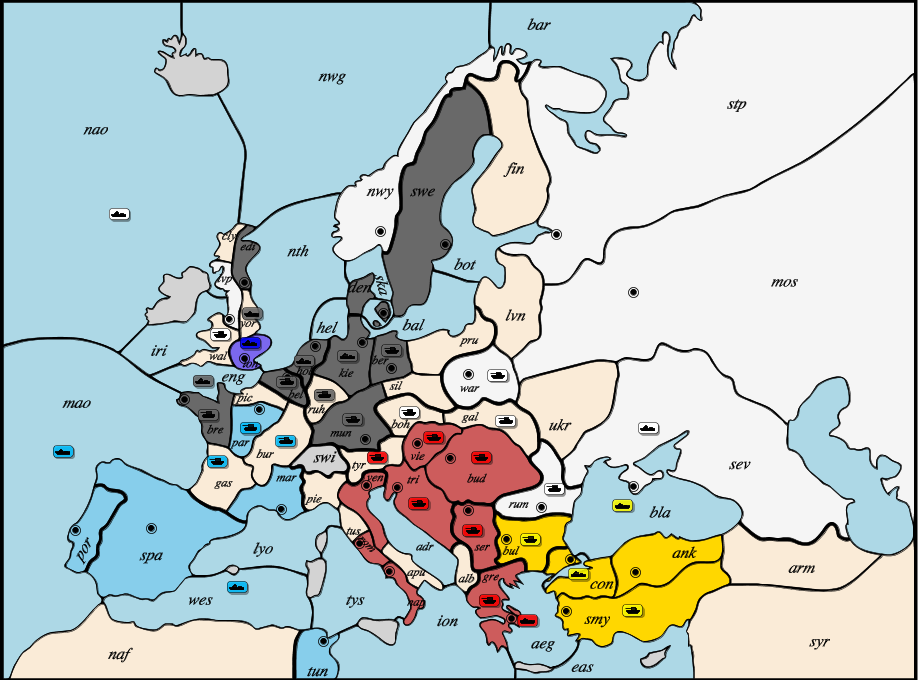 bar
nwg
stp
nao
fin
nwy
swe
cly
edi
nth
bot
lvp
den
ska
mos
lvn
yor
hel
bal
iri
wal
lon
pru
hol
kie
ber
war
eng
bel
sil
mao
pic
ruh
bre
par
mun
boh
gal
ukr
bur
swi
tyr
vie
sev
gas
mar
ven
tri
bud
rum
pie
bla
por
spa
lyo
tus
rom
adr
ser
bul
ank
wes
tys
apu
alb
gre
con
arm
nap
ion
smy
aeg
naf
tun
eas
syr